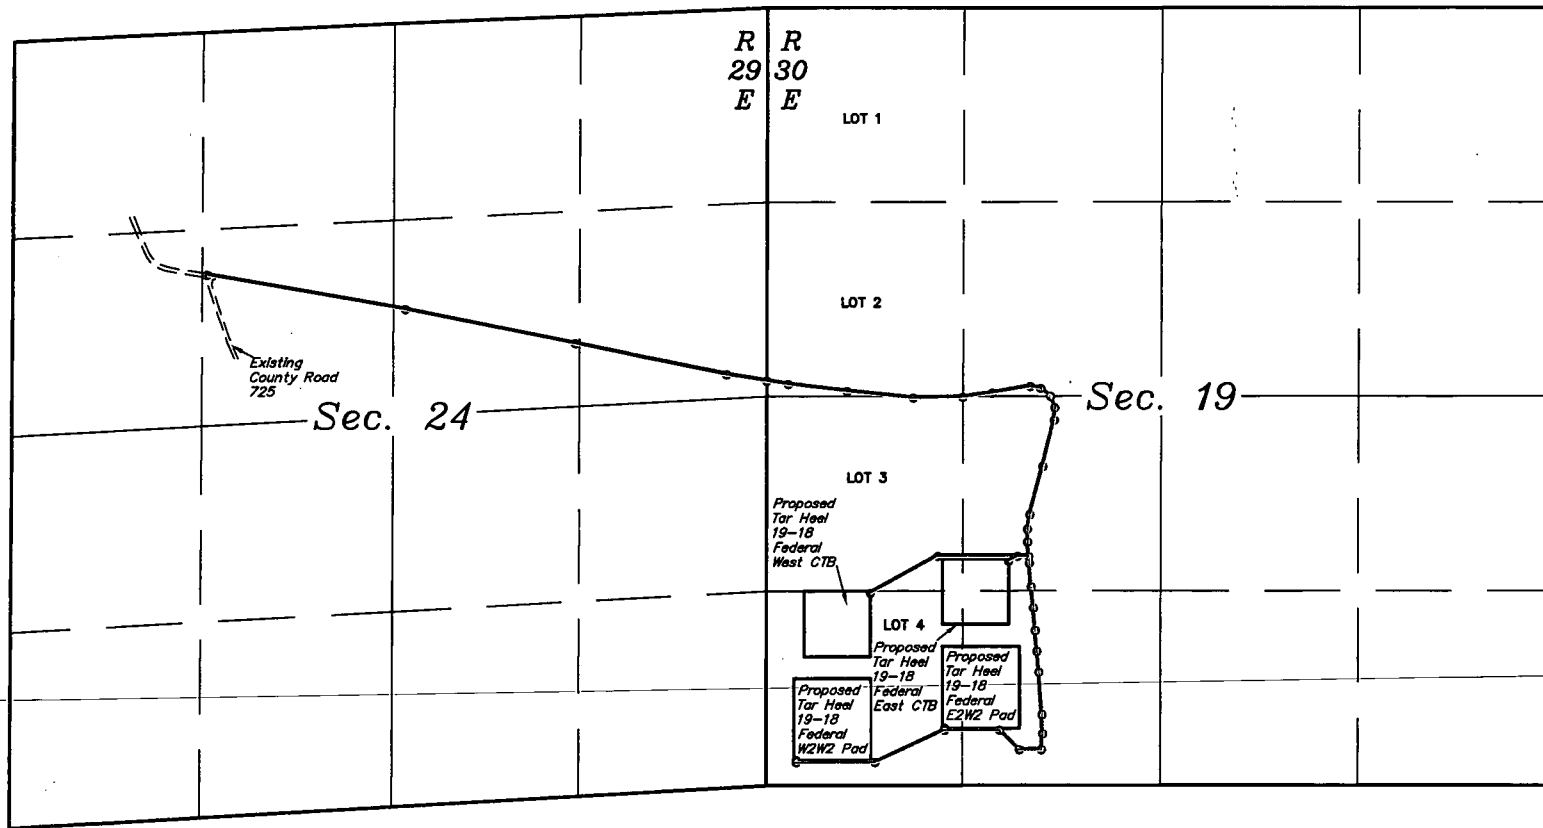 R R
29 30
E E
LOT 1
LOT 2
Existing
County Road
725
Sec. 24
Sec. 19
LOT 3
Proposed
Tar Heel
19-18
Federal
West CTB
LOT 4
Proposed
Tar Heel
19-18
Federal
East CTB
Proposed
Tar Heel
19-18
Federal
E2W2 Pad
Proposed
Tar Heel
19-18
Federal
W2W2 Pad